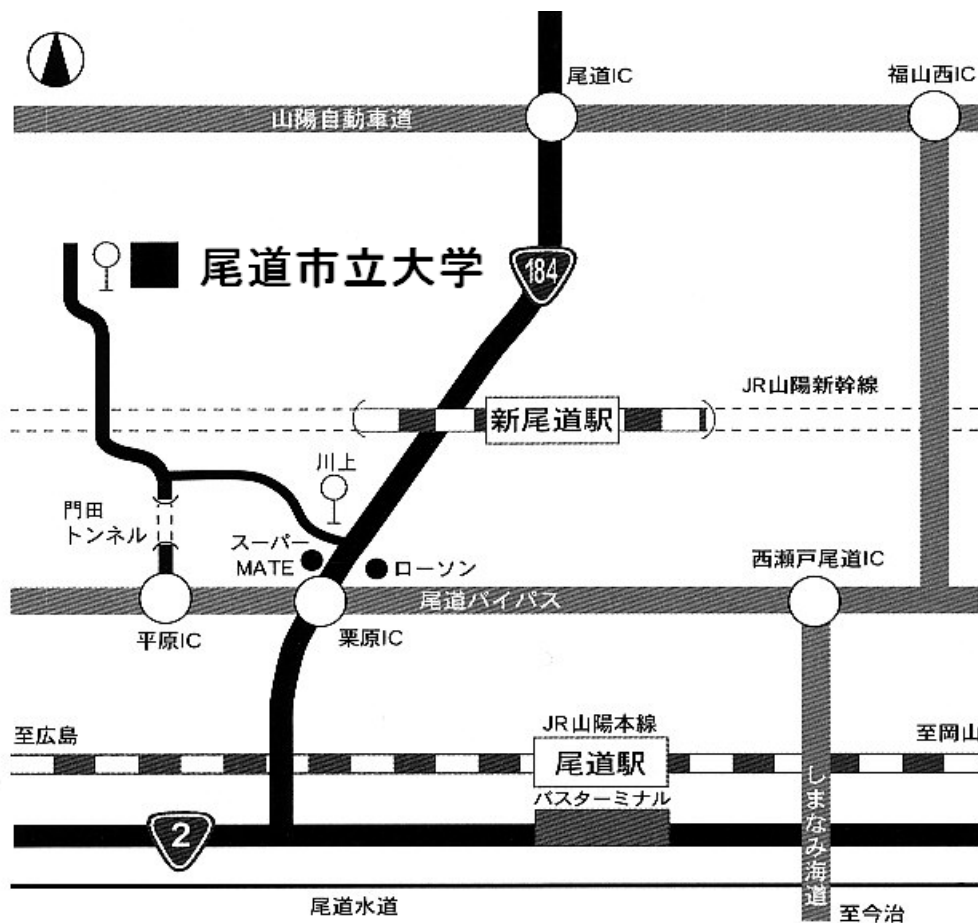 尾道IC
福山西IC
山陽自動車道
尾道市立大学
184
JR山陽新幹線
新尾道駅
川上
門田
トンネル
スーパー
MATE
ローソン
西瀬戸尾道IC
尾道バイパス
平原IC
栗原IC
至広島
JR山陽本線
至岡山
尾道駅
バスターミナル
しまなみ海道
2
尾道水道
至今治